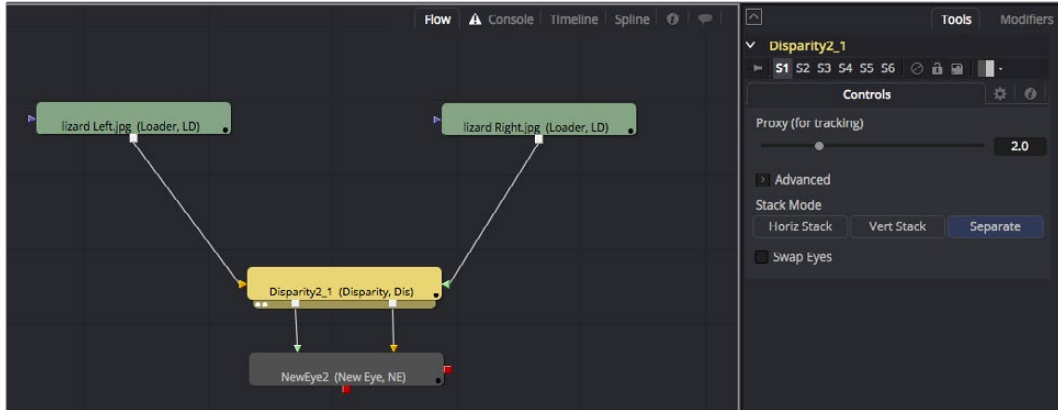 Flow Console Timeline Spline
Tools Modifiers
Disparity2_1
S1 S2 S3 S4 S5 S6
Controls
Proxy (for tracking)
2.0
Advanced
Stack Mode
Horiz Stack Vert Stack Separate
Swap Eyes
lizard Left.jpg (Loader, LD)
lizard Right.jpg (Loader, LD)
Disparity2_1 (Disparity, Dis)
NewEye2 (New Eye, NE)